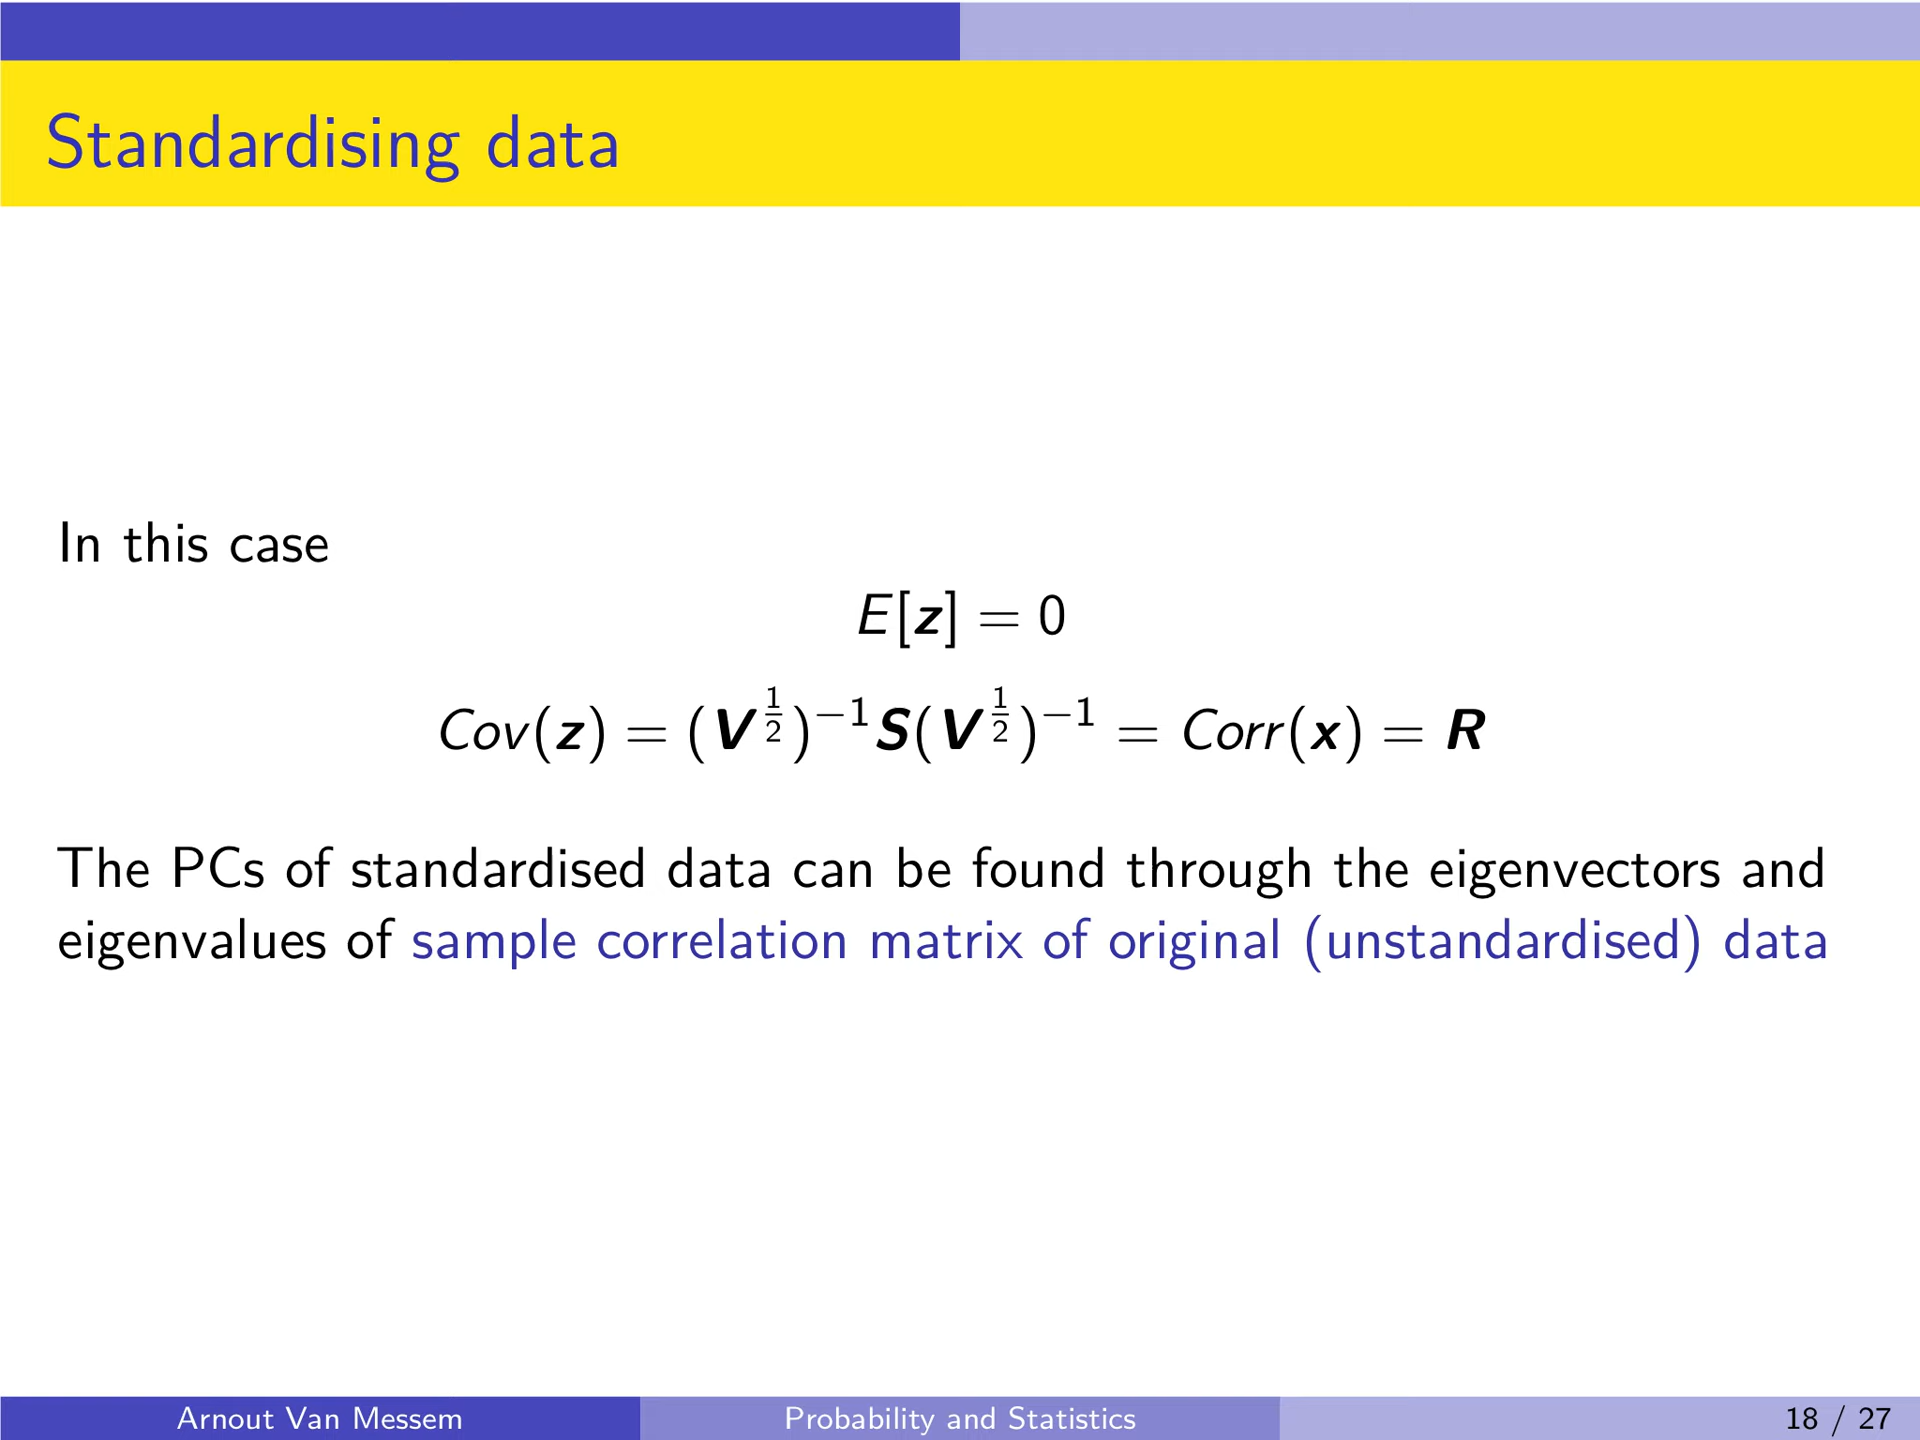 Standardising data
In this case
E[z] = 0
Cov(z) = (V^{1/2})^{-1}S(V^{1/2})^{-1} = Corr(x) = R
The PCs of standardised data can be found through the eigenvectors and
eigenvalues of sample correlation matrix of original (unstandardised) data
Arnout Van Messem Probability and Statistics 18 / 27